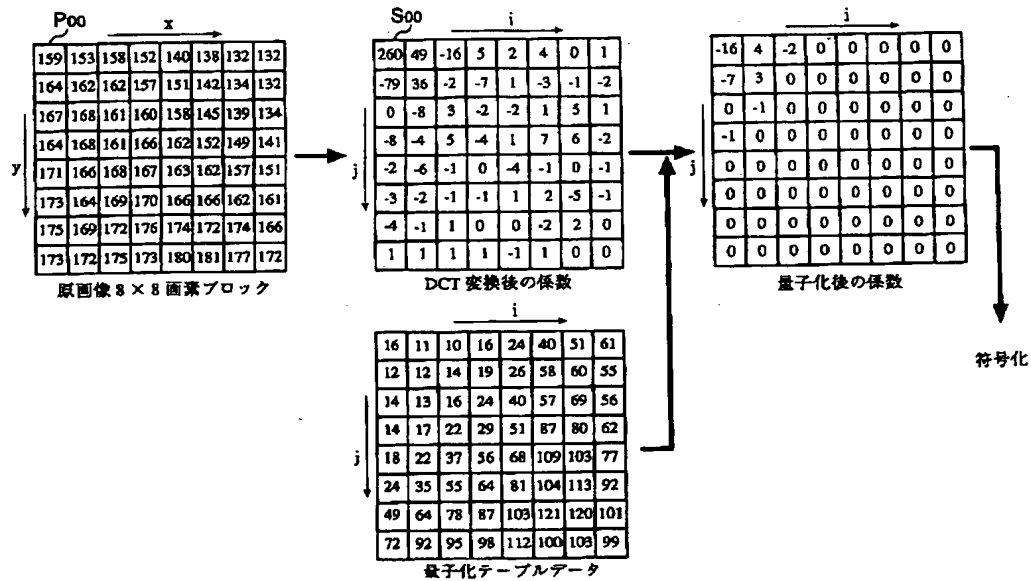 P00
x
159 153 158 152 140 138 132 132
164 162 162 157 151 142 134 132
167 168 161 160 158 145 139 134
164 168 161 166 162 152 149 141
171 166 168 167 163 162 157 151
173 164 169 170 166 166 162 161
175 169 172 176 174 172 174 166
173 172 175 173 180 181 177 172
y
原画像8×8画素ブロック
S00
i
260 49 -16 5 2 4 0 1
-79 36 -2 -7 1 -3 -1 -2
0 -8 3 -2 -2 1 5 1
-8 -4 5 -4 1 7 6 -2
-2 -6 -1 0 -4 -1 0 -1
-3 -2 -1 -1 1 2 -5 -1
-4 -1 1 0 0 -2 2 0
1 1 1 1 -1 1 0 0
j
DCT変換後の係数
i
-16 4 -2 0 0 0 0 0
-7 3 0 0 0 0 0 0
0 -1 0 0 0 0 0 0
-1 0 0 0 0 0 0 0
0 0 0 0 0 0 0 0
0 0 0 0 0 0 0 0
0 0 0 0 0 0 0 0
0 0 0 0 0 0 0 0
j
量子化後の係数
符号化
i
16 11 10 16 24 40 51 61
12 12 14 19 26 58 60 55
14 13 16 24 40 57 69 56
14 17 22 29 51 87 80 62
18 22 37 56 68 109 103 77
24 35 55 64 81 104 113 92
49 64 78 87 103 121 120 101
72 92 95 98 112 100 103 99
j
量子化テーブルデータ